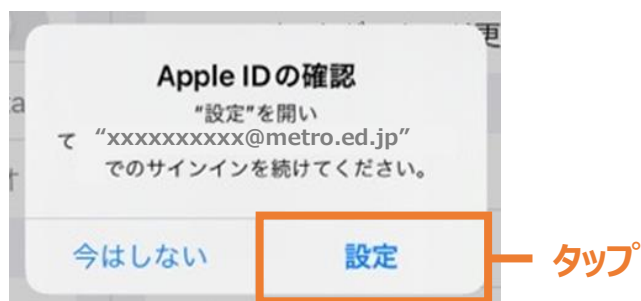 更
Apple IDの確認
"設定"を開い
て "xxxxxxxxxx@metro.ed.jp"
でのサインインを続けてください。
今はしない
設定
タップ